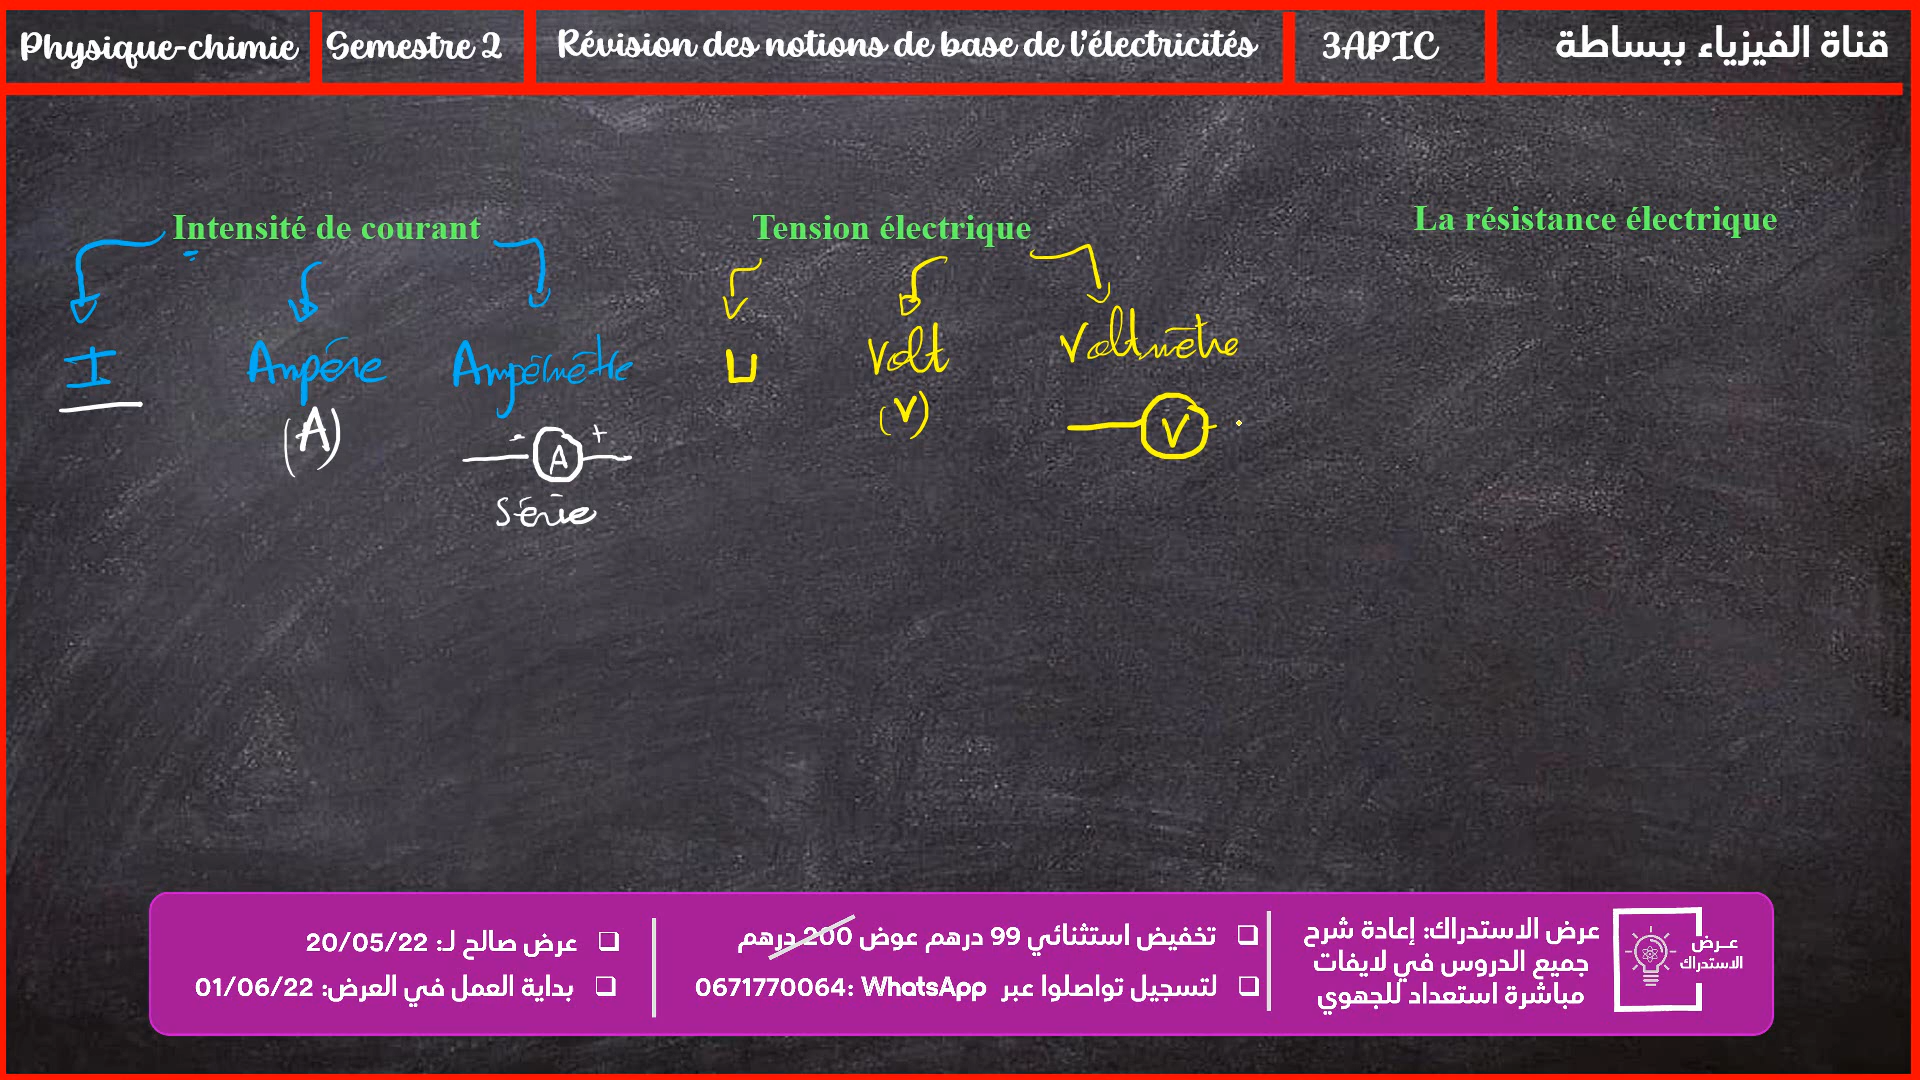 Physique-chimie
Semestre 2
Révision des notions de base de l'électricités
3APIC
قناة الفيزياء ببساطة
Intensité de courant
I
Ampére
(A)
Ampérmètre
- A +
Série
Tension électrique
U
Volt
(V)
Voltmètre
V
La résistance électrique
عرض الاستدراك: إعادة شرح
جميع الدروس في لايفات
مباشرة استعداد للجهوي
عرض
الاستدراك
❑ تخفيض استثنائي 99 درهم عوض 200 درهم
❑ لتسجيل تواصلوا عبر WhatsApp :0671770064
❑ عرض صالح لـ: 20/05/22
❑ بداية العمل في العرض: 01/06/22